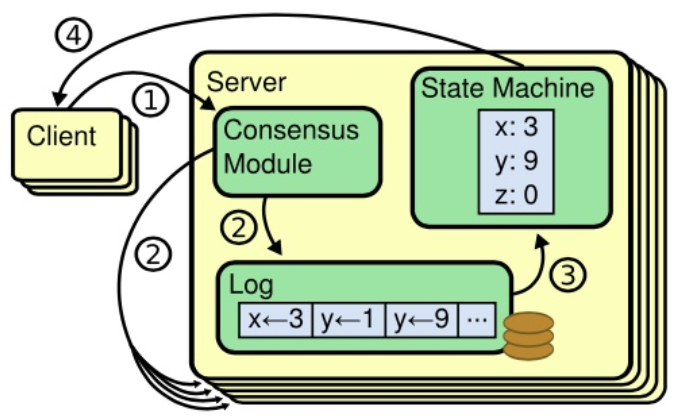 ④
Server
State Machine
①
Client
Consensus
Module
x: 3
y: 9
z: 0
②
②
③
Log
x←3 y←1 y←9 ...